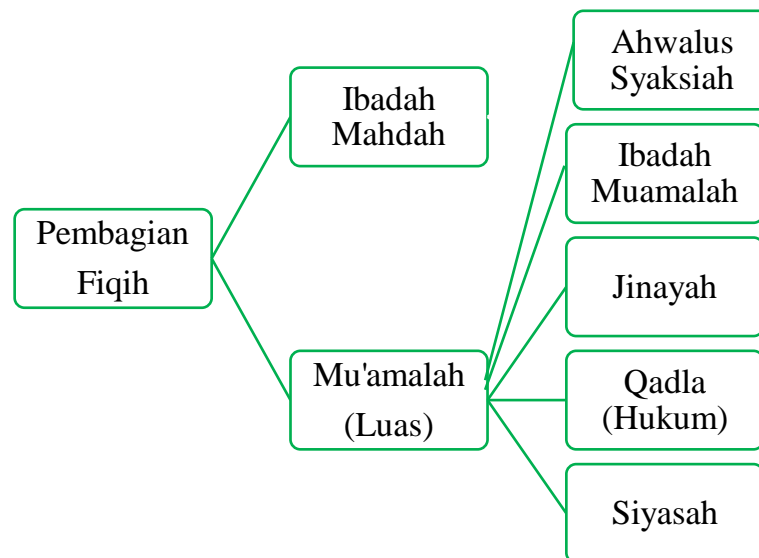 Pembagian
Fiqih
Ibadah
Mahdah
Mu'amalah
(Luas)
Ahwalus
Syaksiah
Ibadah
Muamalah
Jinayah
Qadla
(Hukum)
Siyasah